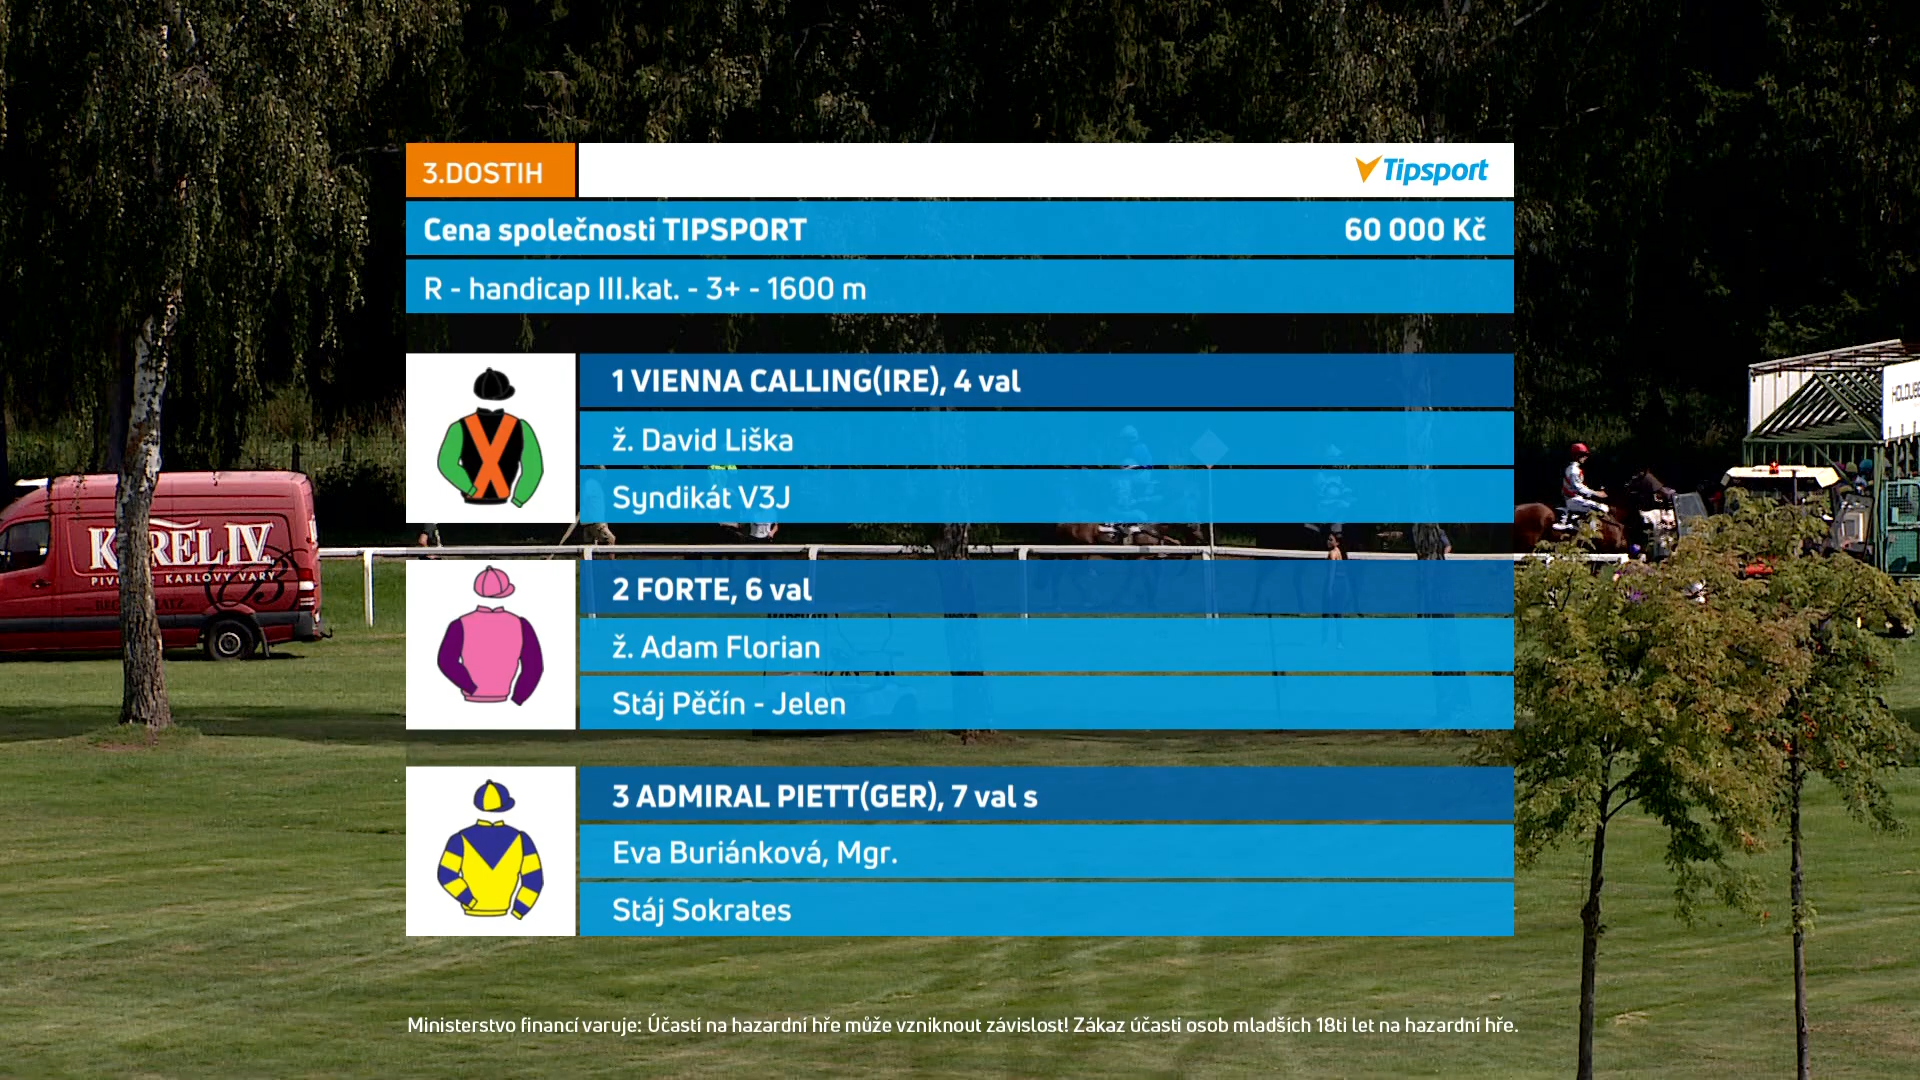 3.DOSTIH
Tipsport
Cena společnosti TIPSPORT 60 000 Kč
R - handicap III.kat. - 3+ - 1600 m
1 VIENNA CALLING(IRE), 4 val
ž. David Liška
Syndikát V3J
2 FORTE, 6 val
ž. Adam Florian
Stáj Pěčín - Jelen
3 ADMIRAL PIETT(GER), 7 val s
Eva Buriánková, Mgr.
Stáj Sokrates
KAREL IV.
KARLOVY VARY
Ministerstvo financí varuje: Účastí na hazardní hře může vzniknout závislost! Zákaz účasti osob mladších 18ti let na hazardní hře.